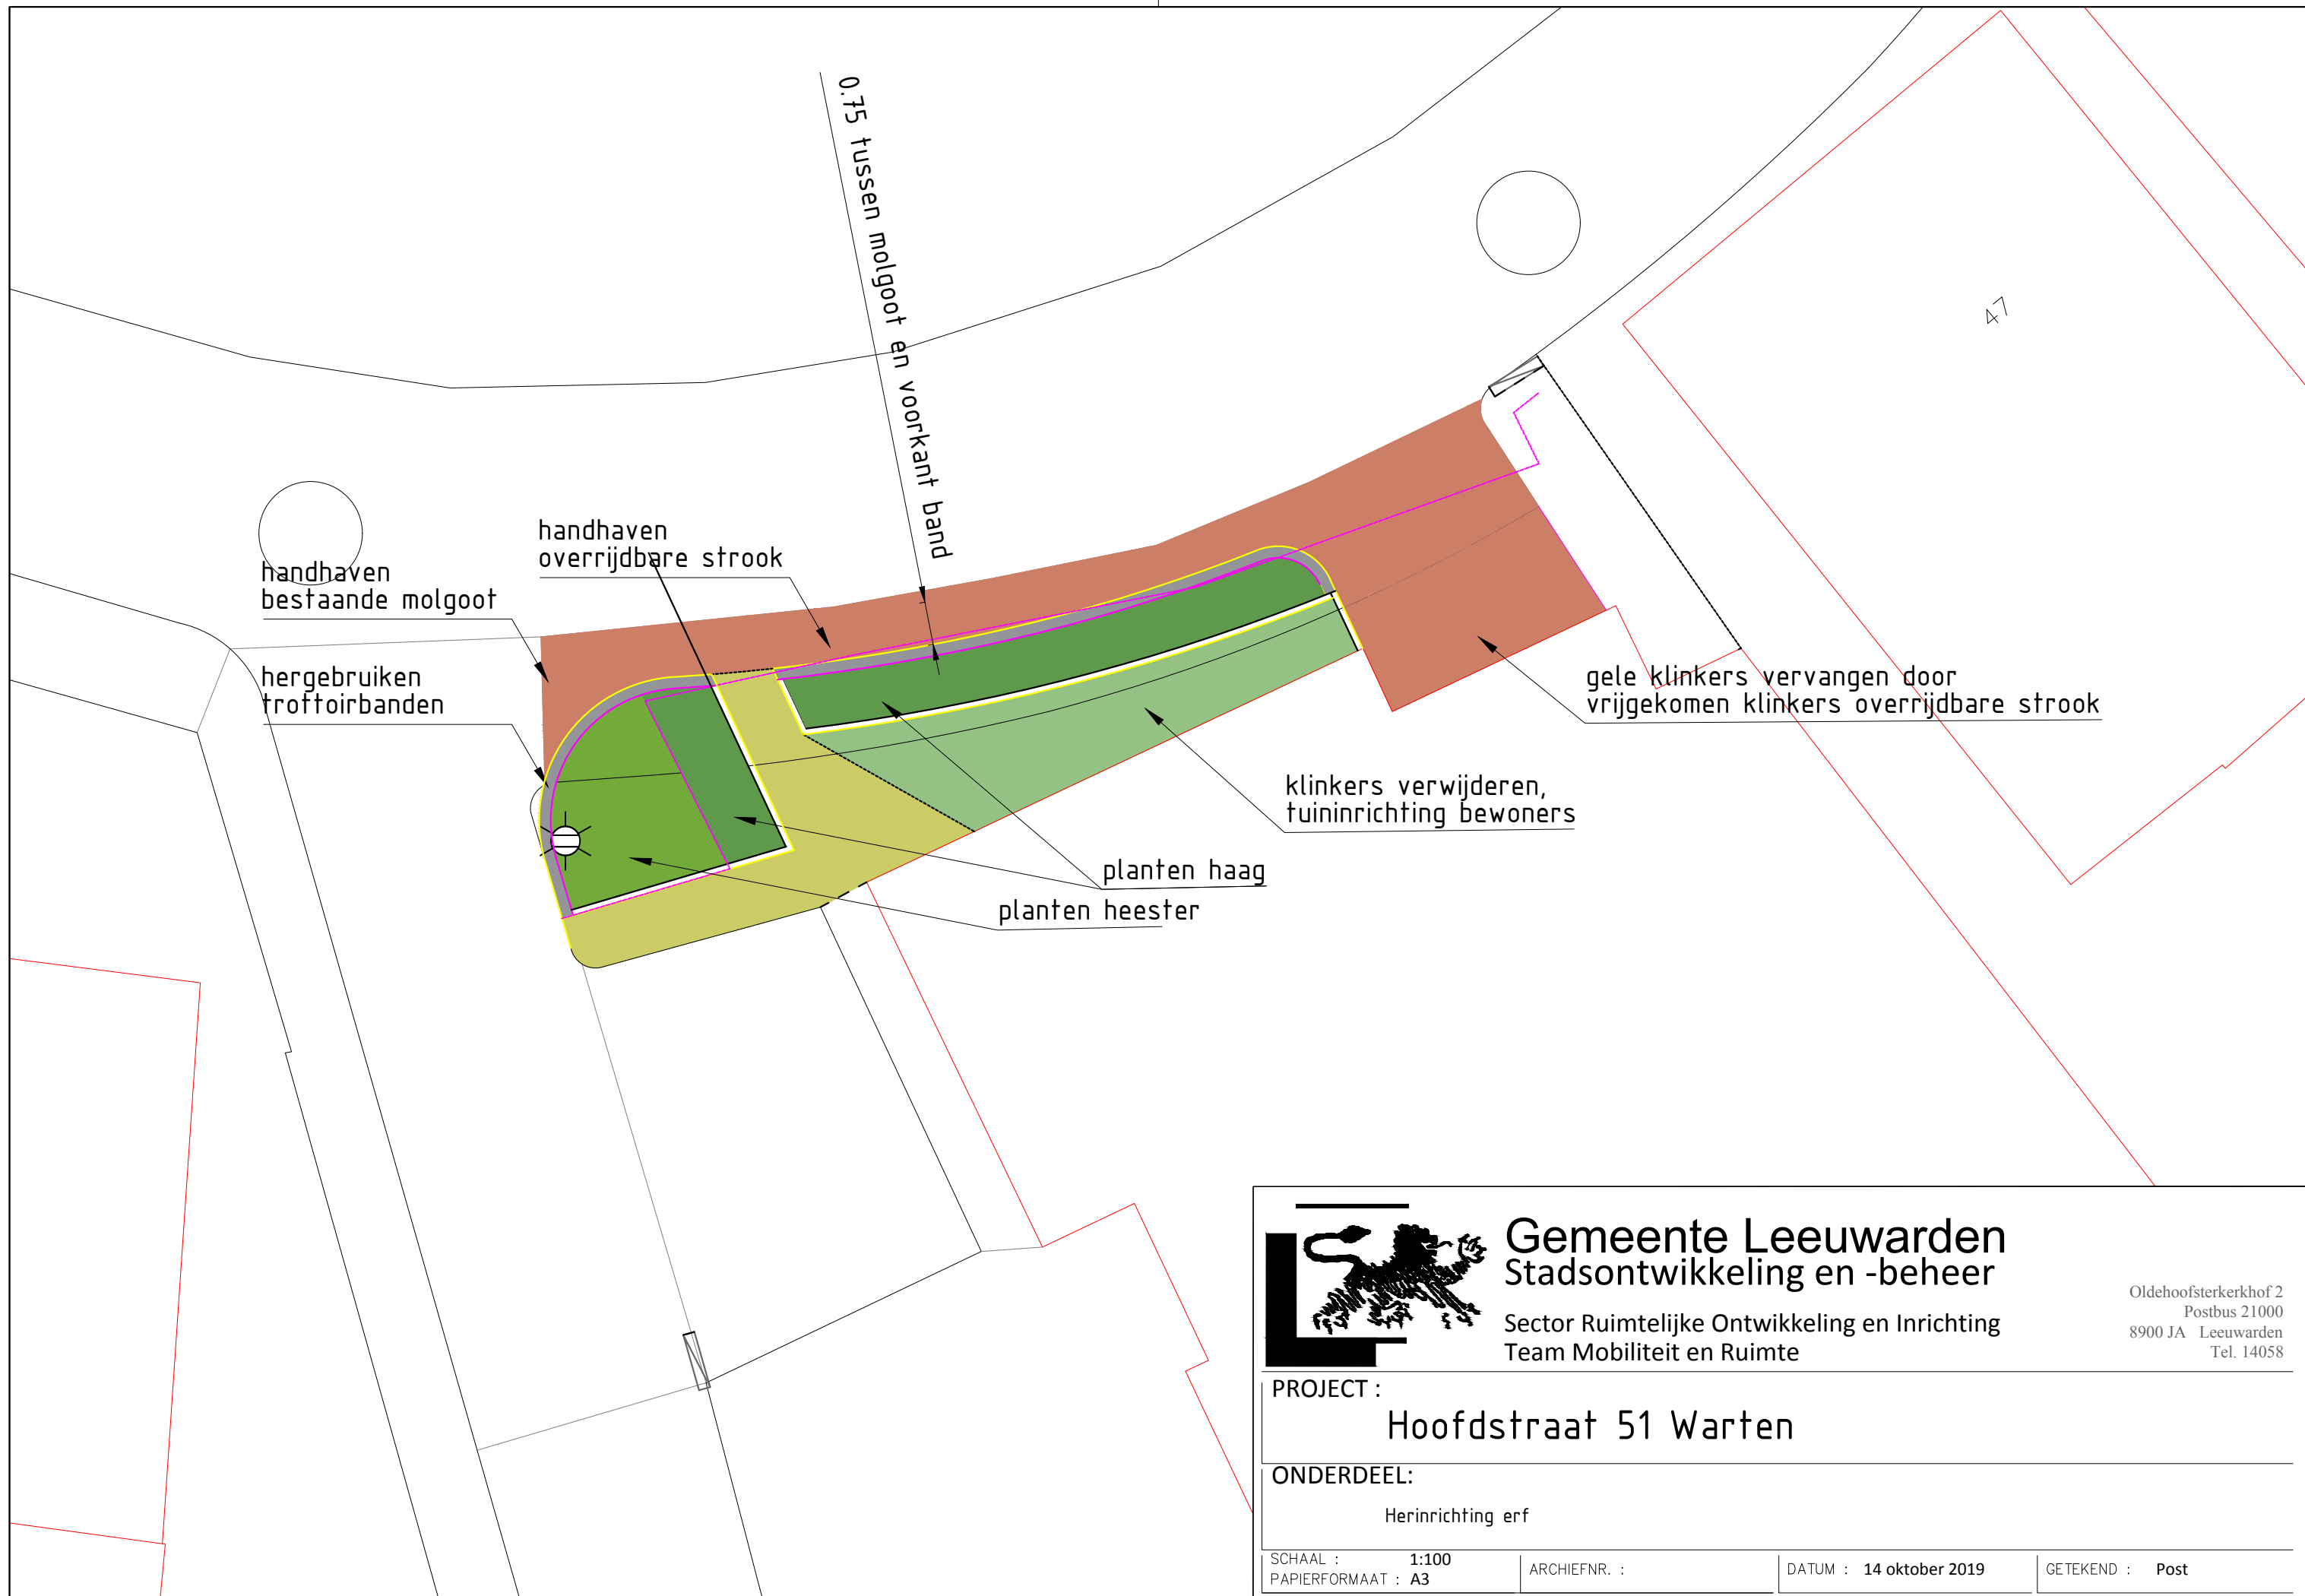 0.75 tussen molgoot en voorkant band
47
handhaven
overrijdbare strook
handhaven
bestaande molgoot
hergebruiken
trottoirbanden
gele klinkers vervangen door
vrijgekomen klinkers overrijdbare strook
klinkers verwijderen,
tuininrichting bewoners
planten haag
planten heester
Gemeente Leeuwarden
Stadsontwikkeling en -beheer
Sector Ruimtelijke Ontwikkeling en Inrichting
Team Mobiliteit en Ruimte
Oldehoofsterkerkhof 2
Postbus 21000
8900 JA Leeuwarden
Tel. 14058
PROJECT :
Hoofdstraat 51 Warten
ONDERDEEL:
Herinrichting erf
SCHAAL : 1:100
PAPIERFORMAAT : A3
ARCHIEFNR. :
DATUM : 14 oktober 2019
GETEKEND : Post